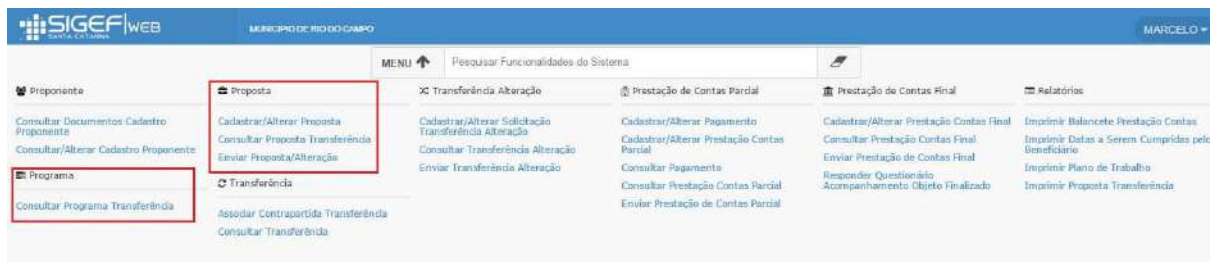 SIGEF WEB
SANTA CATARINA
MUNICIPIO DE RIO DO CAMPO
MARCELO
MENU
Pesquisar Funcionalidades do Sistema
Proponente
Consultar Documentos Cadastro
Proponente
Consultar/Alterar Cadastro Proponente
Programa
Consultar Programa Transferência
Proposta
Cadastrar/Alterar Proposta
Consultar Proposta Transferência
Enviar Proposta/Alteração
Transferência
Associar Contrapartida Transferência
Consultar Transferência
Transferência Alteração
Cadastrar/Alterar Solicitação
Transferência Alteração
Consultar Transferência Alteração
Enviar Transferência Alteração
Prestação de Contas Parcial
Cadastrar/Alterar Pagamento
Cadastrar/Alterar Prestação Contas
Parcial
Consultar Pagamento
Consultar Prestação Contas Parcial
Enviar Prestação de Contas Parcial
Prestação de Contas Final
Cadastrar/Alterar Prestação Contas Final
Consultar Prestação Contas Final
Enviar Prestação de Contas Final
Responder Questionário
Acompanhamento Objeto Finalizado
Relatórios
Imprimir Balancete Prestação Contas
Imprimir Datas a Serem Cumpridas pelo
Beneficiário
Imprimir Plano de Trabalho
Imprimir Proposta Transferência